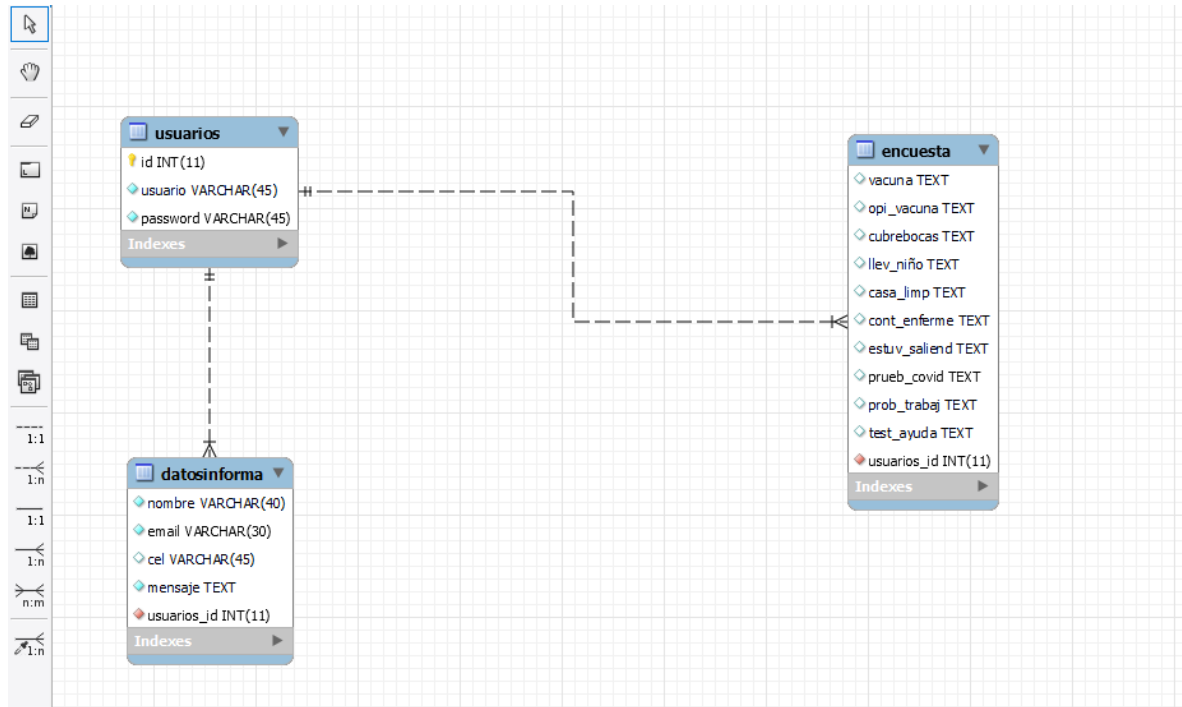 usuarios
id INT(11)
usuario VARCHAR(45)
password VARCHAR(45)
Indexes
encuesta
vacuna TEXT
opi_vacuna TEXT
cubrebocas TEXT
llev_niño TEXT
casa_limp TEXT
cont_enferme TEXT
estuv_saliend TEXT
prueb_covid TEXT
prob_trabaj TEXT
test_ayuda TEXT
usuarios_id INT(11)
Indexes
datosinforma
nombre VARCHAR(40)
email VARCHAR(30)
cel VARCHAR(45)
mensaje TEXT
usuarios_id INT(11)
Indexes
1:1
1:n
1:1
1:n
n:m
1:n